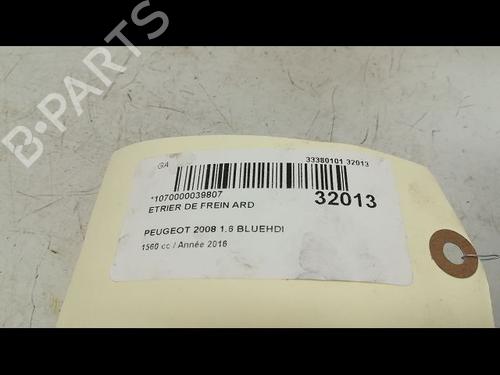 B-PARTS
GA
33380101 32013
*1070000039807
32013
ETRIER DE FREIN ARD
PEUGEOT 2008 1.6 BLUEHDI
1560 cc / Année 2016